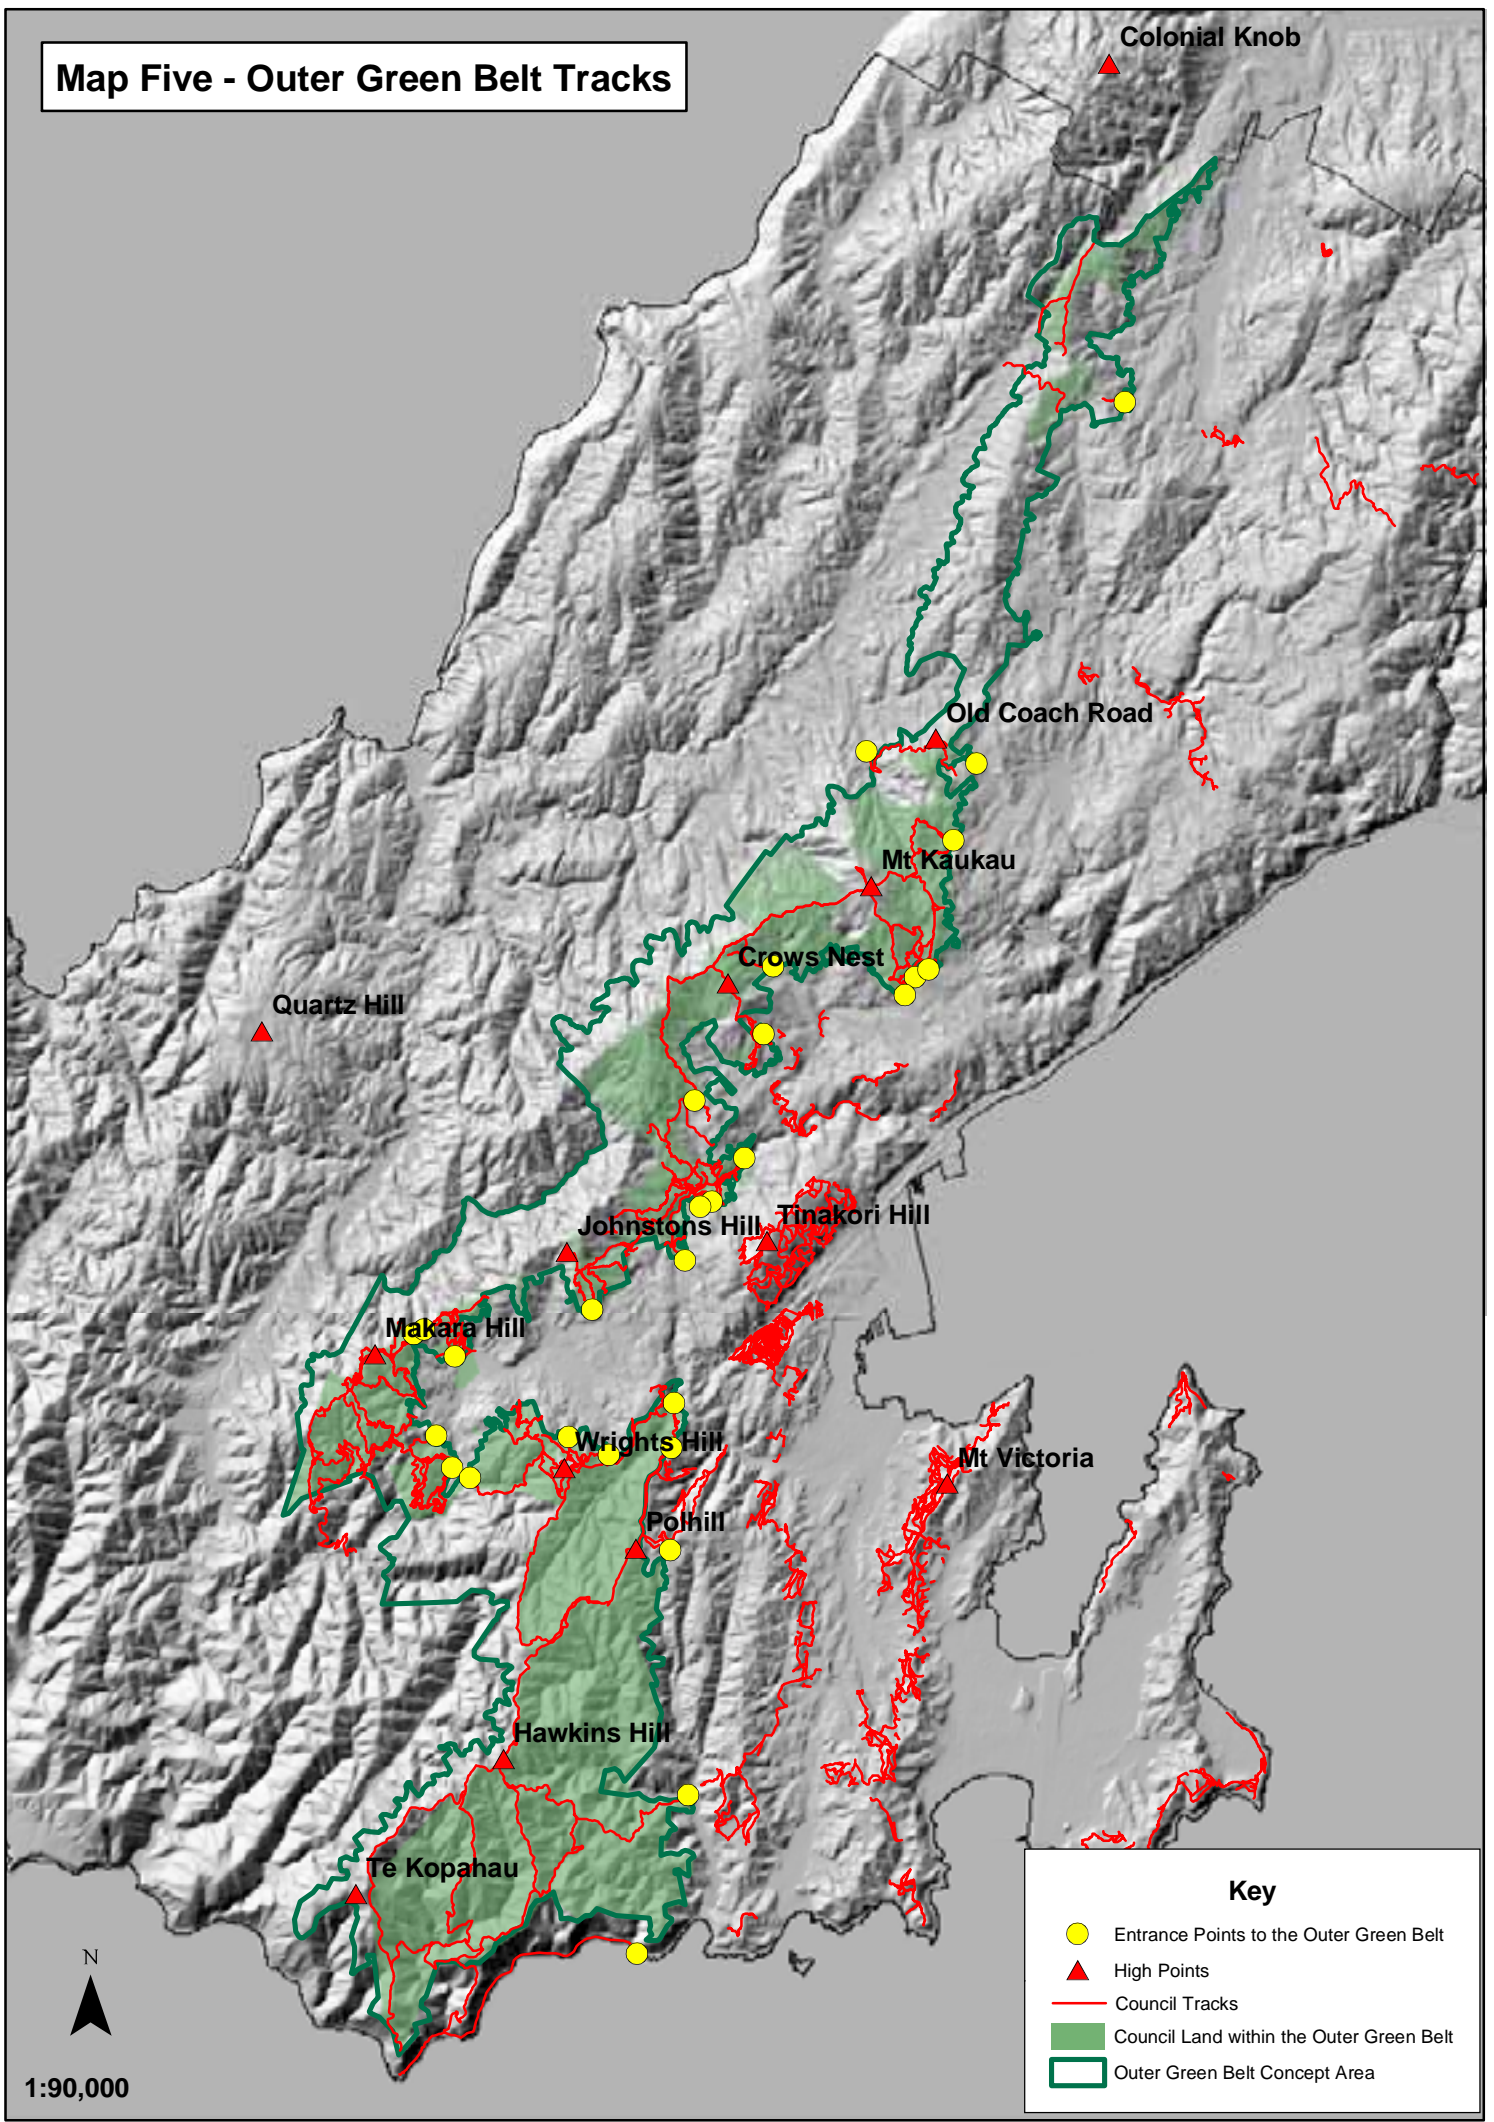 Colonial Knob
Map Five - Outer Green Belt Tracks
Old Coach Road
Mt Kaukau
Crows Nest
Quartz Hill
Tinakori Hill
Johnstons Hill
Makara Hill
Wrights Hill
Mt Victoria
Polhill
Hawkins Hill
Te Kopahau
Key
Entrance Points to the Outer Green Belt
High Points
Council Tracks
Council Land within the Outer Green Belt
Outer Green Belt Concept Area
N
1:90,000